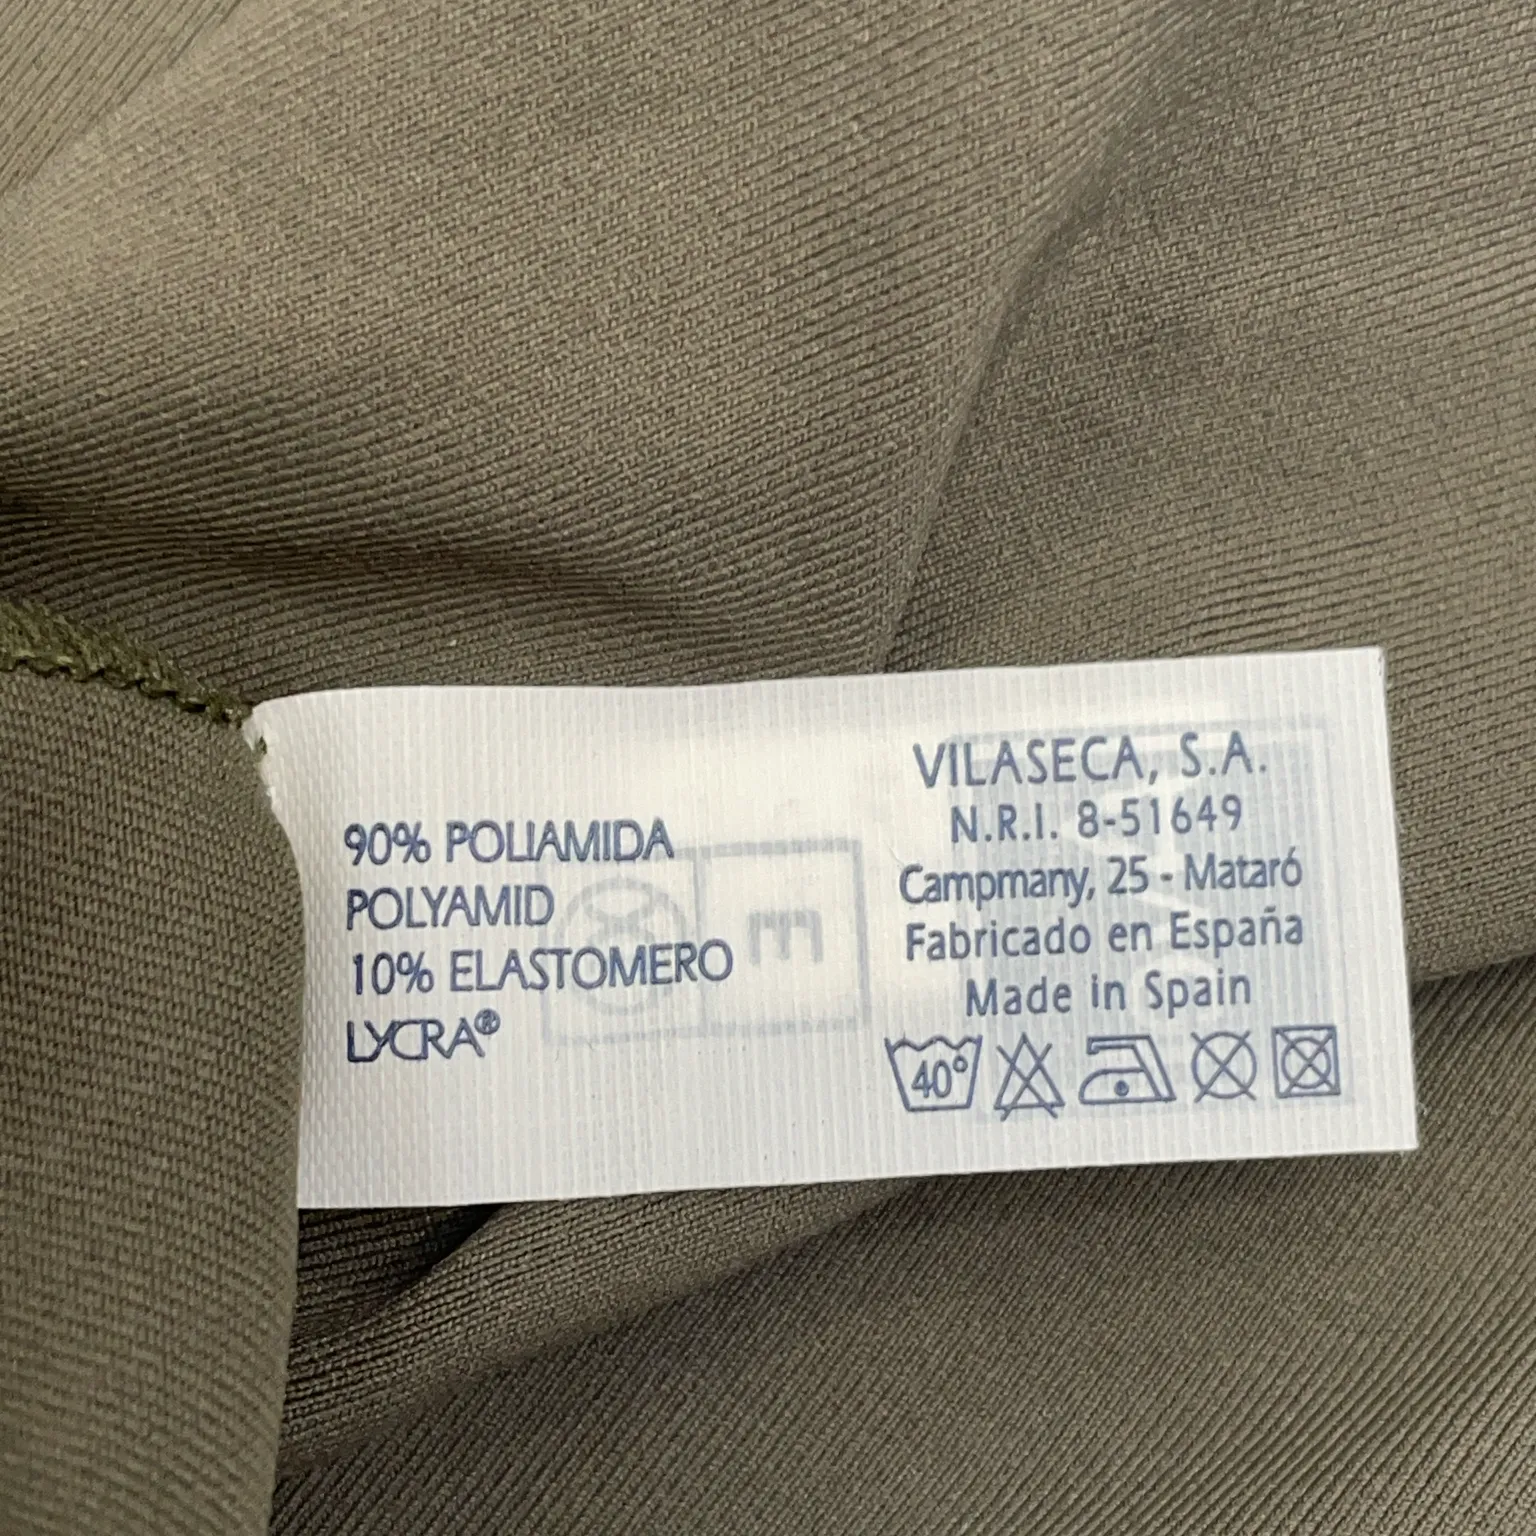 90% POLIAMIDA
POLYAMID
10% ELASTOMERO
LYCRA®
VILASECA, S.A.
N.R.I. 8-51649
Campmany, 25 - Mataró
Fabricado en España
Made in Spain
40°